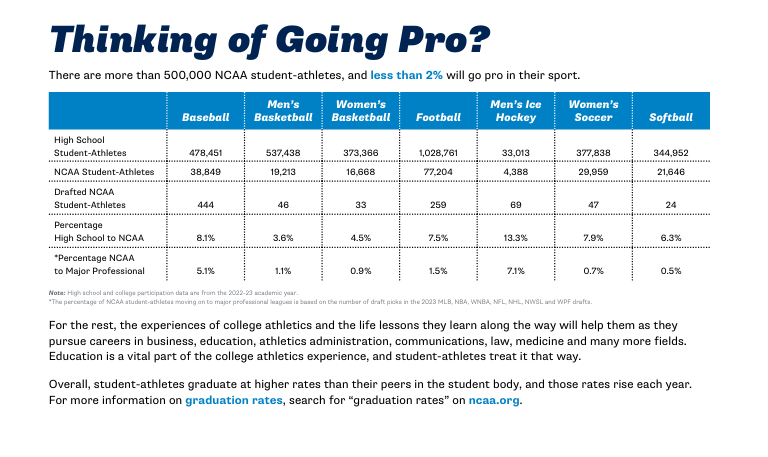 Thinking of Going Pro?
There are more than 500,000 NCAA student-athletes, and less than 2% will go pro in their sport.
Baseball Men's Basketball Women's Basketball Football Men's Ice Hockey Women's Soccer Softball
High School Student-Athletes 478,451 537,438 373,366 1,028,761 33,013 377,838 344,952
NCAA Student-Athletes 38,849 19,213 16,668 77,204 4,388 29,959 21,646
Drafted NCAA Student-Athletes 444 46 33 259 69 47 24
Percentage High School to NCAA 8.1% 3.6% 4.5% 7.5% 13.3% 7.9% 6.3%
*Percentage NCAA to Major Professional 5.1% 1.1% 0.9% 1.5% 7.1% 0.7% 0.5%
Note: High school and college participation data are from the 2022-23 academic year.
*The percentage of NCAA student-athletes moving on to major professional leagues is based on the number of draft picks in the 2023 MLB, NBA, WNBA, NFL, NHL, NWSL and WPF drafts.
For the rest, the experiences of college athletics and the life lessons they learn along the way will help them as they
pursue careers in business, education, athletics administration, communications, law, medicine and many more fields.
Education is a vital part of the college athletics experience, and student-athletes treat it that way.
Overall, student-athletes graduate at higher rates than their peers in the student body, and those rates rise each year.
For more information on graduation rates, search for “graduation rates” on ncaa.org.